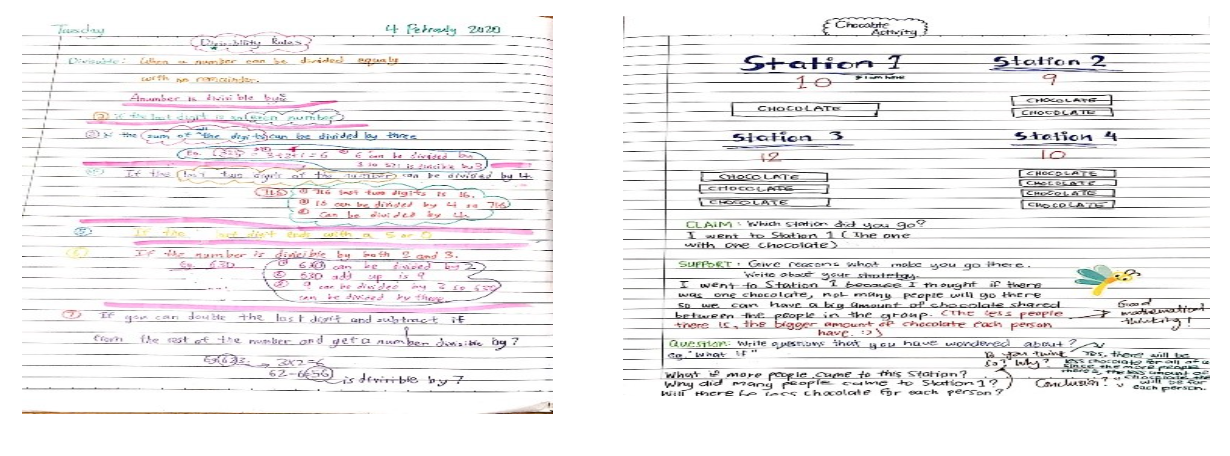 Tuesday
4 February 2020
Divisibility Rules
Divisible: When a number can be divided equally
with no remainder.
A number is divisible by:
② if the last digit is an even number
③ If the sum of the digits can be divided by three
Eg. 321 = 3+2+1=6 6 can be divided by
3 so 321 is divisible by 3
If the last two digits of the number can be divided by 4
716 ① 716 last two digits is 16.
② 16 can be divided by 4 so 716
③ can be divided by 4.
⑤ If the last digit ends with a 5 or 0
⑥ If the number is divisible by both 2 and 3.
Eg. 630 ① 630 can be divided by 2
② 630 add up is 9
③ 9 can be divided by 3 so 630
can be divided by three
⑦ If you can double the last digit and subtract it
from the rest of the number and get a number divisible by 7
3×2=6
62-6=56 is divisible by 7
Chocolate
Activity
Station 1
10
CHOCOLATE
Station 2
9
CHOCOLATE
CHOCOLATE
Station 3
12
CHOCOLATE
CHOCOLATE
CHOCOLATE
Station 4
10
CHOCOLATE
CHOCOLATE
CHOCOLATE
CHOCOLATE
CLAIM: Which station did you go?
I went to Station 1 (The one
with one chocolate)
SUPPORT: Give reasons what make you go there.
Write about your strategy.
I went to Station 1 because I thought if there
was one chocolate, not many people will go there
so we can have a big amount of chocolate shared
between the people in the group. (The less people
there is, the bigger amount of chocolate each person
have. :))
Good
mathematical
thinking!
Question: Write questions that you have wondered about?
eg. "What if"
What if more people came to this Station?
Why did many people came to Station 1?
Will there be less chocolate for each person?
Do you think
so? Why?
Yes, there will be
less chocolate for all of us
since the more people
there is, the less amount of
chocolate there
will be for
each person.
Conclusion?